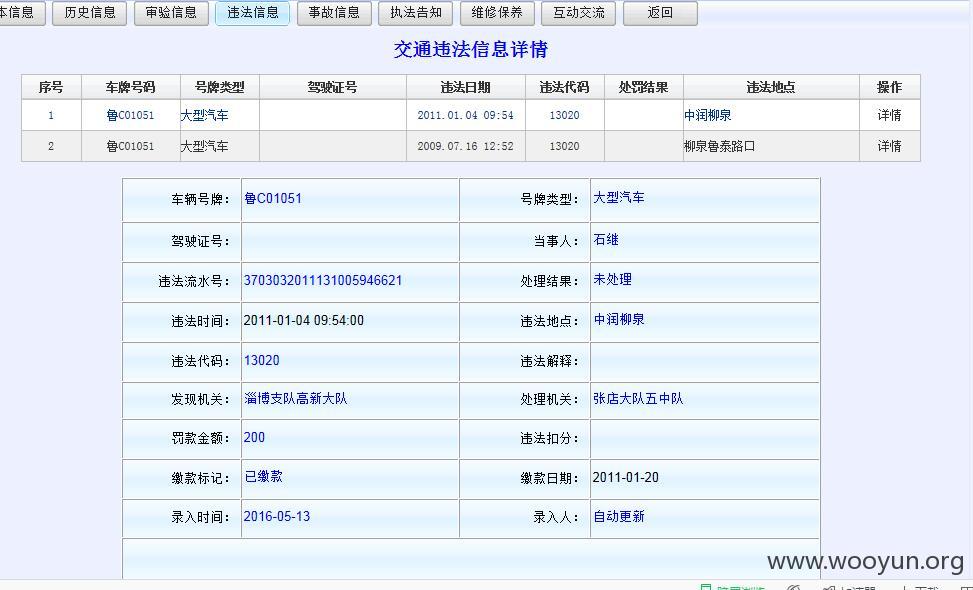 本信息 历史信息 审验信息 违法信息 事故信息 执法告知 维修保养 互动交流 返回
交通违法信息详情
序号 车牌号码 号牌类型 驾驶证号 违法日期 违法代码 处罚结果 违法地点 操作
1 鲁C01051 大型汽车 2011.01.04 09:54 13020 中润柳泉 详情
2 鲁C01051 大型汽车 2009.07.16 12:52 13020 柳泉鲁泰路口 详情
车辆号牌： 鲁C01051 号牌类型： 大型汽车
驾驶证号： 当事人： 石继
违法流水号： 3703032011131005946621 处理结果： 未处理
违法时间： 2011-01-04 09:54:00 违法地点： 中润柳泉
违法代码： 13020 违法解释：
发现机关： 淄博支队高新大队 处理机关： 张店大队五中队
罚款金额： 200 违法扣分：
缴款标记： 已缴款 缴款日期： 2011-01-20
录入时间： 2016-05-13 录入人： 自动更新
www.wooyun.org